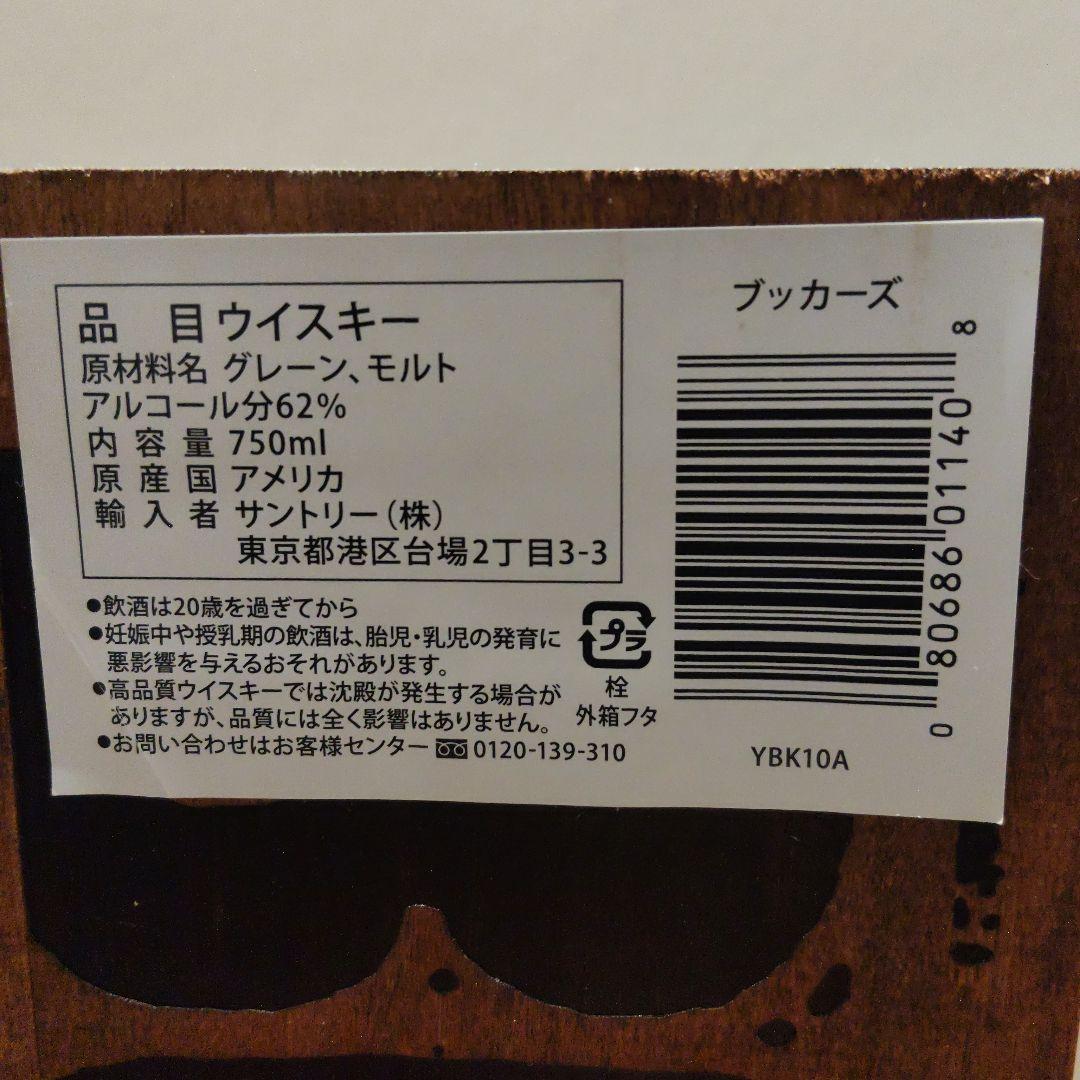 品 目 ウイスキー
原材料名 グレーン、モルト
アルコール分62%
内容量 750ml
原産国 アメリカ
輸入者 サントリー(株)
東京都港区台場2丁目3-3
●飲酒は20歳を過ぎてから
●妊娠中や授乳期の飲酒は、胎児・乳児の発育に
悪影響を与えるおそれがあります。
●高品質ウイスキーでは沈殿が発生する場合が
ありますが、品質には全く影響はありません。
●お問い合わせはお客様センター 0120-139-310
プラ
栓
外箱フタ
ブッカーズ
0 80686 01140 8
YBK10A